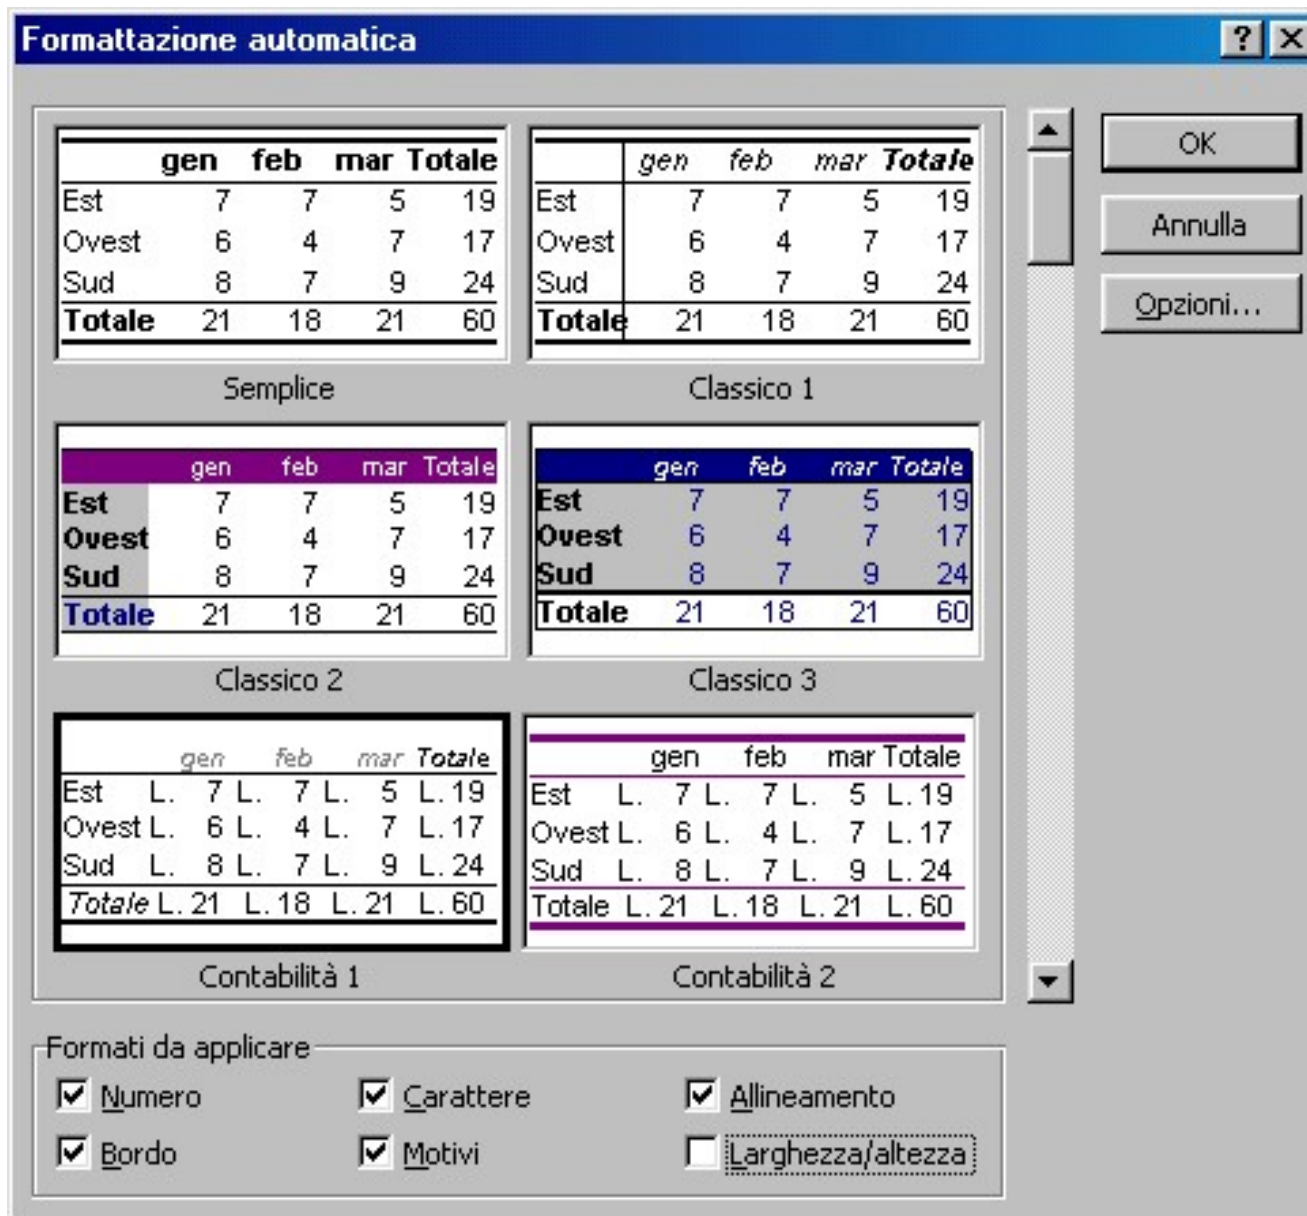 Formattazione automatica
gen feb mar Totale
Est 7 7 5 19
Ovest 6 4 7 17
Sud 8 7 9 24
Totale 21 18 21 60
Semplice
gen feb mar Totale
Est 7 7 5 19
Ovest 6 4 7 17
Sud 8 7 9 24
Totale 21 18 21 60
Classico 1
OK
Annulla
Opzioni...
gen feb mar Totale
Est 7 7 5 19
Ovest 6 4 7 17
Sud 8 7 9 24
Totale 21 18 21 60
Classico 2
gen feb mar Totale
Est 7 7 5 19
Ovest 6 4 7 17
Sud 8 7 9 24
Totale 21 18 21 60
Classico 3
gen feb mar Totale
Est L. 7 L. 7 L. 5 L. 19
Ovest L. 6 L. 4 L. 7 L. 17
Sud L. 8 L. 7 L. 9 L. 24
Totale L. 21 L. 18 L. 21 L. 60
Contabilità 1
gen feb mar Totale
Est L. 7 L. 7 L. 5 L. 19
Ovest L. 6 L. 4 L. 7 L. 17
Sud L. 8 L. 7 L. 9 L. 24
Totale L. 21 L. 18 L. 21 L. 60
Contabilità 2
Formati da applicare
Numero Carattere Allineamento
Bordo Motivi Larghezza/altezza